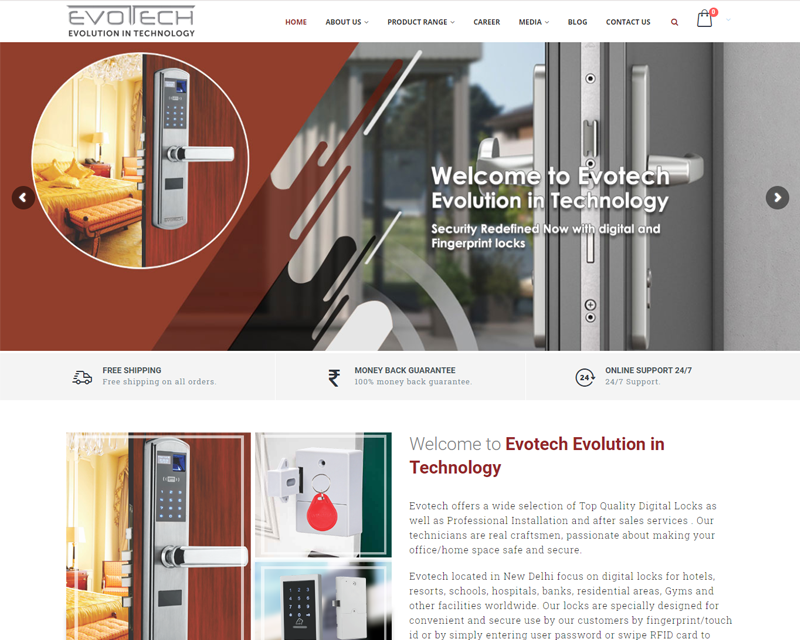 EVOTECH
EVOLUTION IN TECHNOLOGY
HOME ABOUT US PRODUCT RANGE CAREER MEDIA BLOG CONTACT US
0
Welcome to Evotech
Evolution in Technology
Security Redefined Now with digital and
Fingerprint locks
FREE SHIPPING
Free shipping on all orders.
MONEY BACK GUARANTEE
100% money back guarantee.
24
ONLINE SUPPORT 24/7
24/7 Support.
Welcome to Evotech Evolution in
Technology
Evotech offers a wide selection of Top Quality Digital Locks as
well as Professional Installation and after sales services . Our
technicians are real craftsmen, passionate about making your
office/home space safe and secure.
Evotech located in New Delhi focus on digital locks for hotels,
resorts, schools, hospitals, banks, residential areas, Gyms and
other facilities worldwide. Our locks are specially designed for
convenient and secure use by our customers by fingerprint/touch
id or by simply entering user password or swipe RFID card to